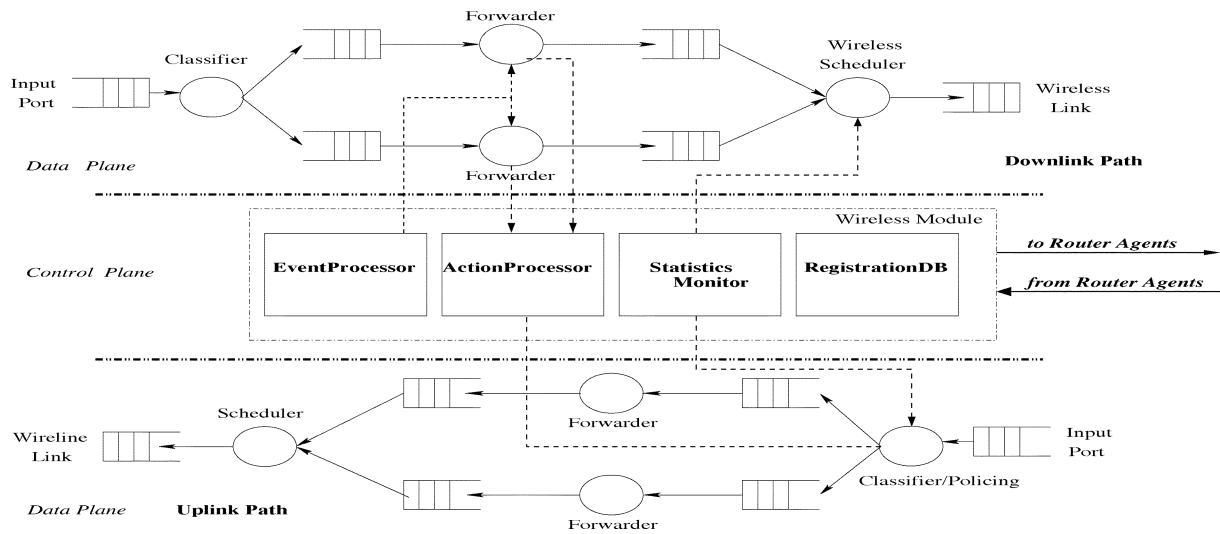 Forwarder
Classifier
Wireless
Scheduler
Input
Port
Wireless
Link
Data Plane
Forwarder
Downlink Path
Wireless Module
Control Plane
EventProcessor
ActionProcessor
Statistics
Monitor
RegistrationDB
to Router Agents
from Router Agents
Scheduler
Forwarder
Wireline
Link
Input
Port
Classifier/Policing
Data Plane
Uplink Path
Forwarder